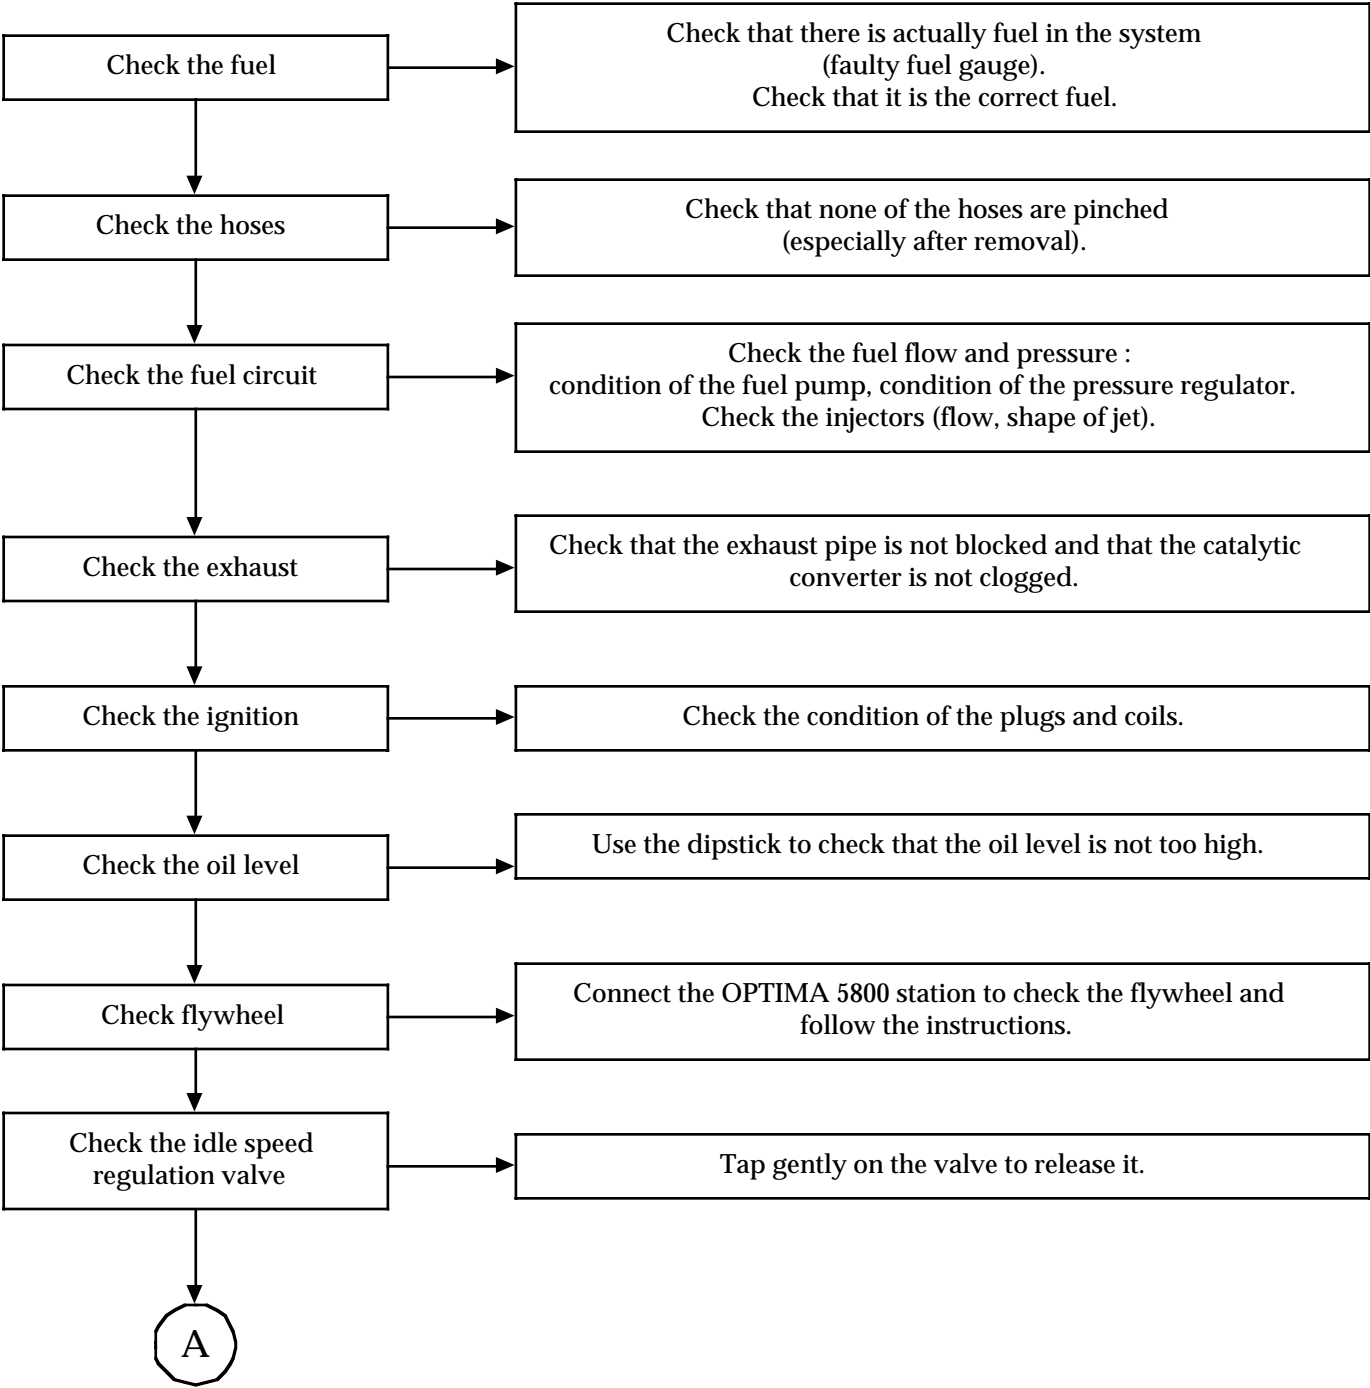 Check the fuel
Check that there is actually fuel in the system
(faulty fuel gauge).
Check that it is the correct fuel.
Check the hoses
Check that none of the hoses are pinched
(especially after removal).
Check the fuel circuit
Check the fuel flow and pressure :
condition of the fuel pump, condition of the pressure regulator.
Check the injectors (flow, shape of jet).
Check the exhaust
Check that the exhaust pipe is not blocked and that the catalytic
converter is not clogged.
Check the ignition
Check the condition of the plugs and coils.
Check the oil level
Use the dipstick to check that the oil level is not too high.
Check flywheel
Connect the OPTIMA 5800 station to check the flywheel and
follow the instructions.
Check the idle speed
regulation valve
Tap gently on the valve to release it.
A